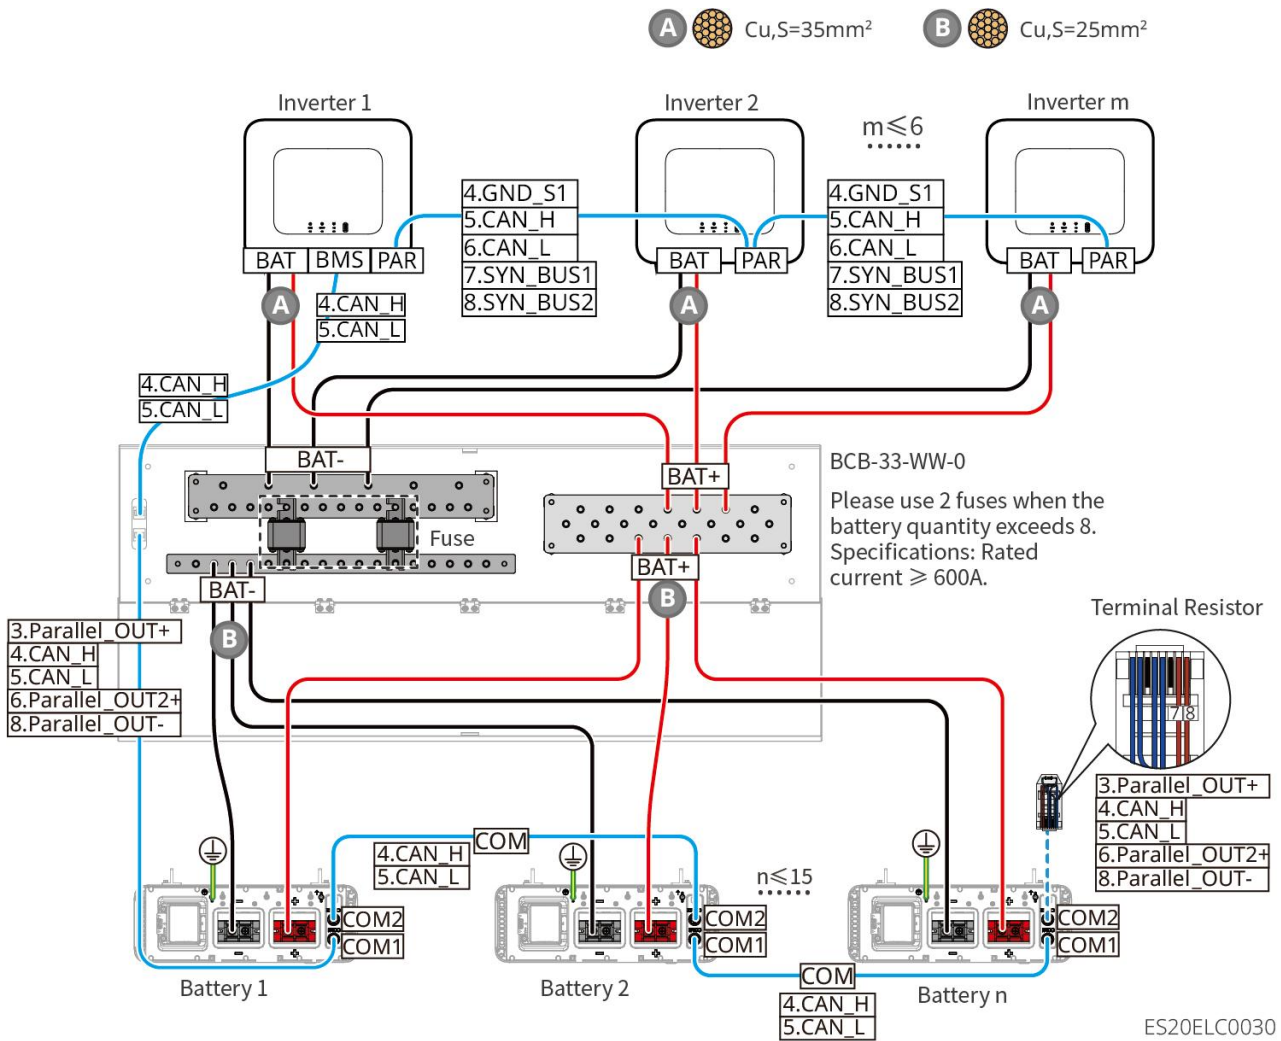 A Cu,S=35mm² B Cu,S=25mm²
Inverter 1
Inverter 2
Inverter m
m≤6
4.GND_S1
5.CAN_H
6.CAN_L
7.SYN_BUS1
8.SYN_BUS2
4.GND_S1
5.CAN_H
6.CAN_L
7.SYN_BUS1
8.SYN_BUS2
BAT BMS PAR
BAT PAR
BAT PAR
A
A
A
4.CAN_H
5.CAN_L
4.CAN_H
5.CAN_L
BAT-
BAT+
BCB-33-WW-0
Please use 2 fuses when the
battery quantity exceeds 8.
Specifications: Rated
current ≥ 600A.
Fuse
BAT-
BAT+
B
B
3.Parallel_OUT+
4.CAN_H
5.CAN_L
6.Parallel_OUT2+
8.Parallel_OUT-
Terminal Resistor
7 8
3.Parallel_OUT+
4.CAN_H
5.CAN_L
6.Parallel_OUT2+
8.Parallel_OUT-
COM
4.CAN_H
5.CAN_L
n≤15
COM2
COM1
COM2
COM1
COM2
COM1
COM
4.CAN_H
5.CAN_L
Battery 1
Battery 2
Battery n
ES20ELC0030